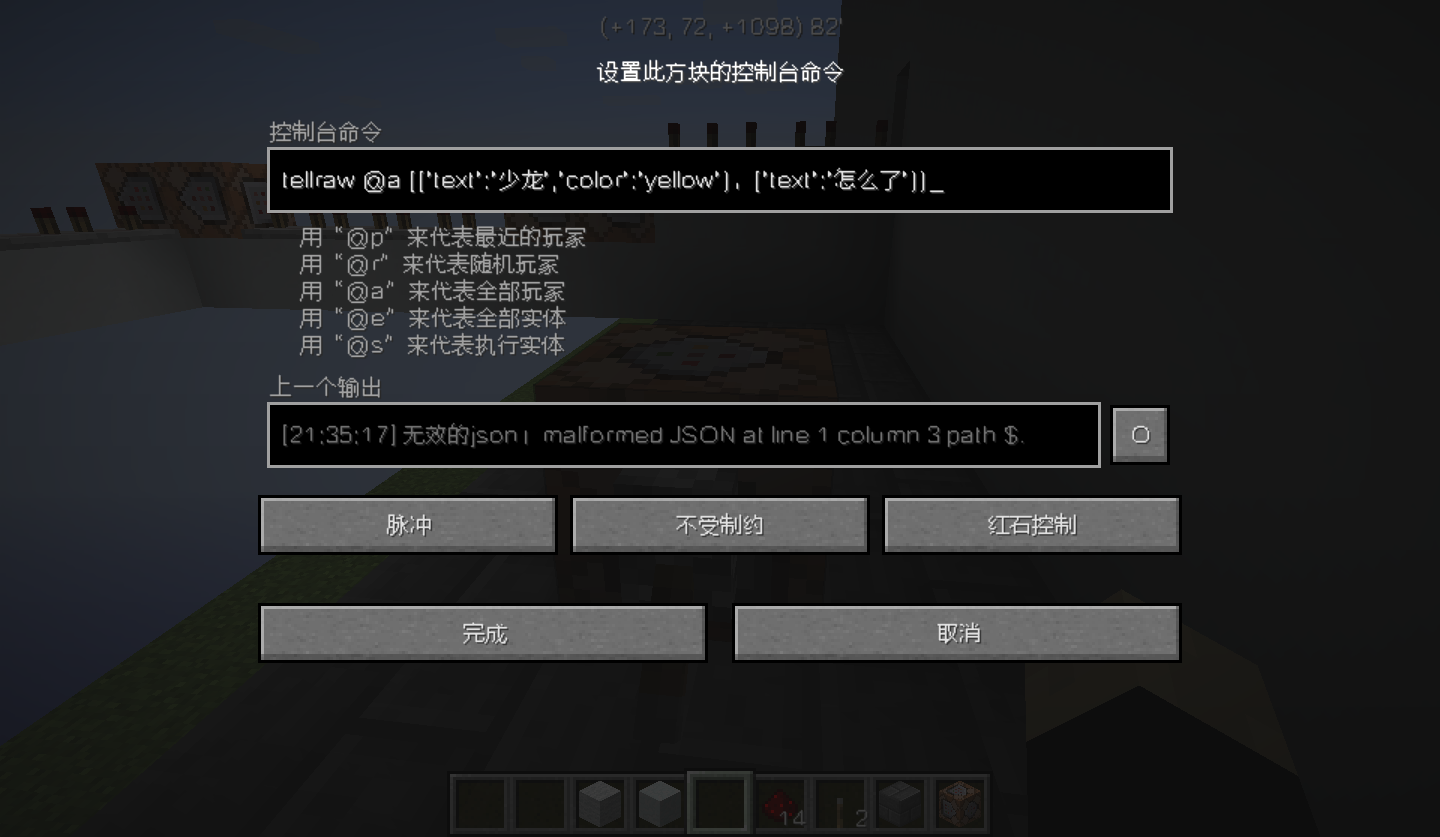 (+173, 72, +1098) 82'
设置此方块的控制台命令
控制台命令
tellraw @a [{"text":"少龙","color":"yellow"}, {"text":"怎么了"}]_
用 “@p” 来代表最近的玩家
用 “@r” 来代表随机玩家
用 “@a” 来代表全部玩家
用 “@e” 来代表全部实体
用 “@s” 来代表执行实体
上一个输出
[21:35:17] 无效的json： malformed JSON at line 1 column 3 path $.
O
脉冲
不受制约
红石控制
完成
取消
14
2